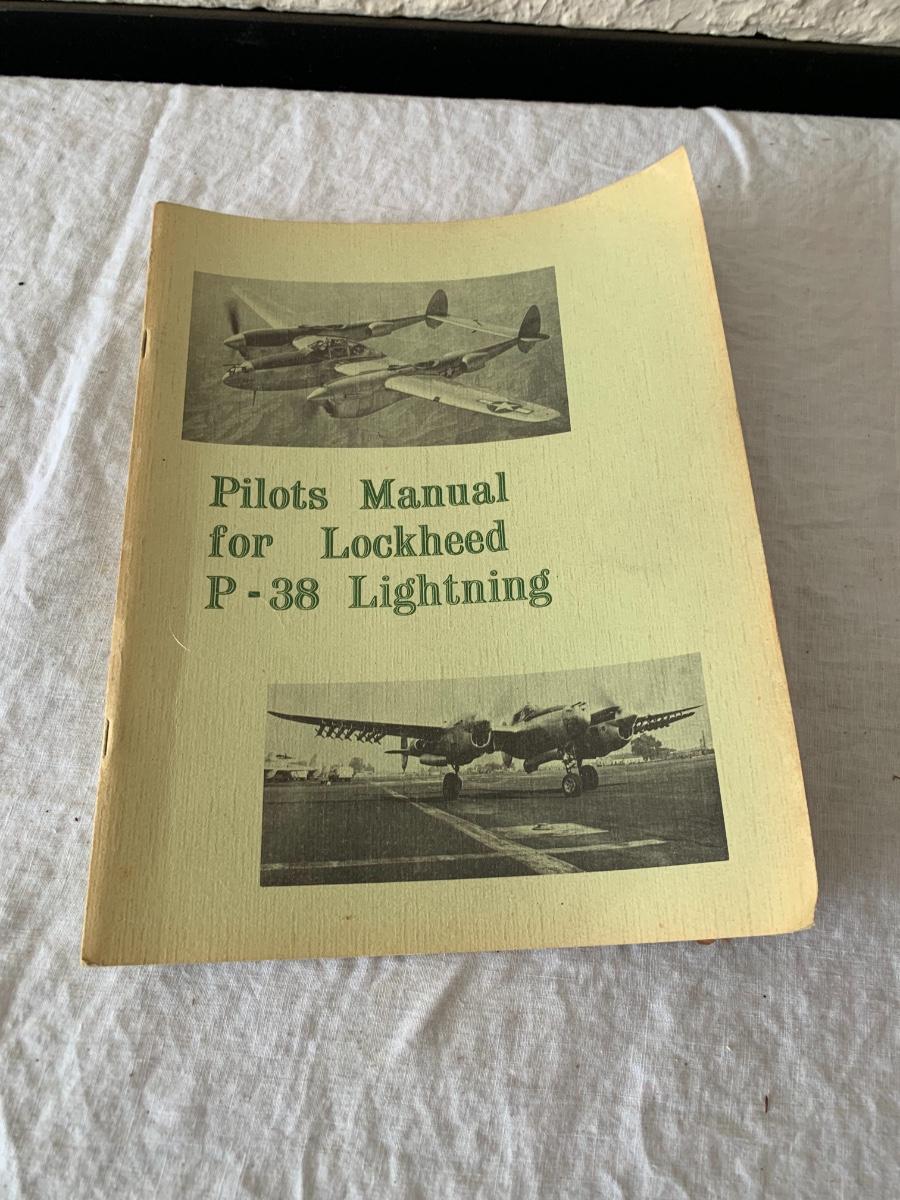 Pilots Manual
for Lockheed
P-38 Lightning